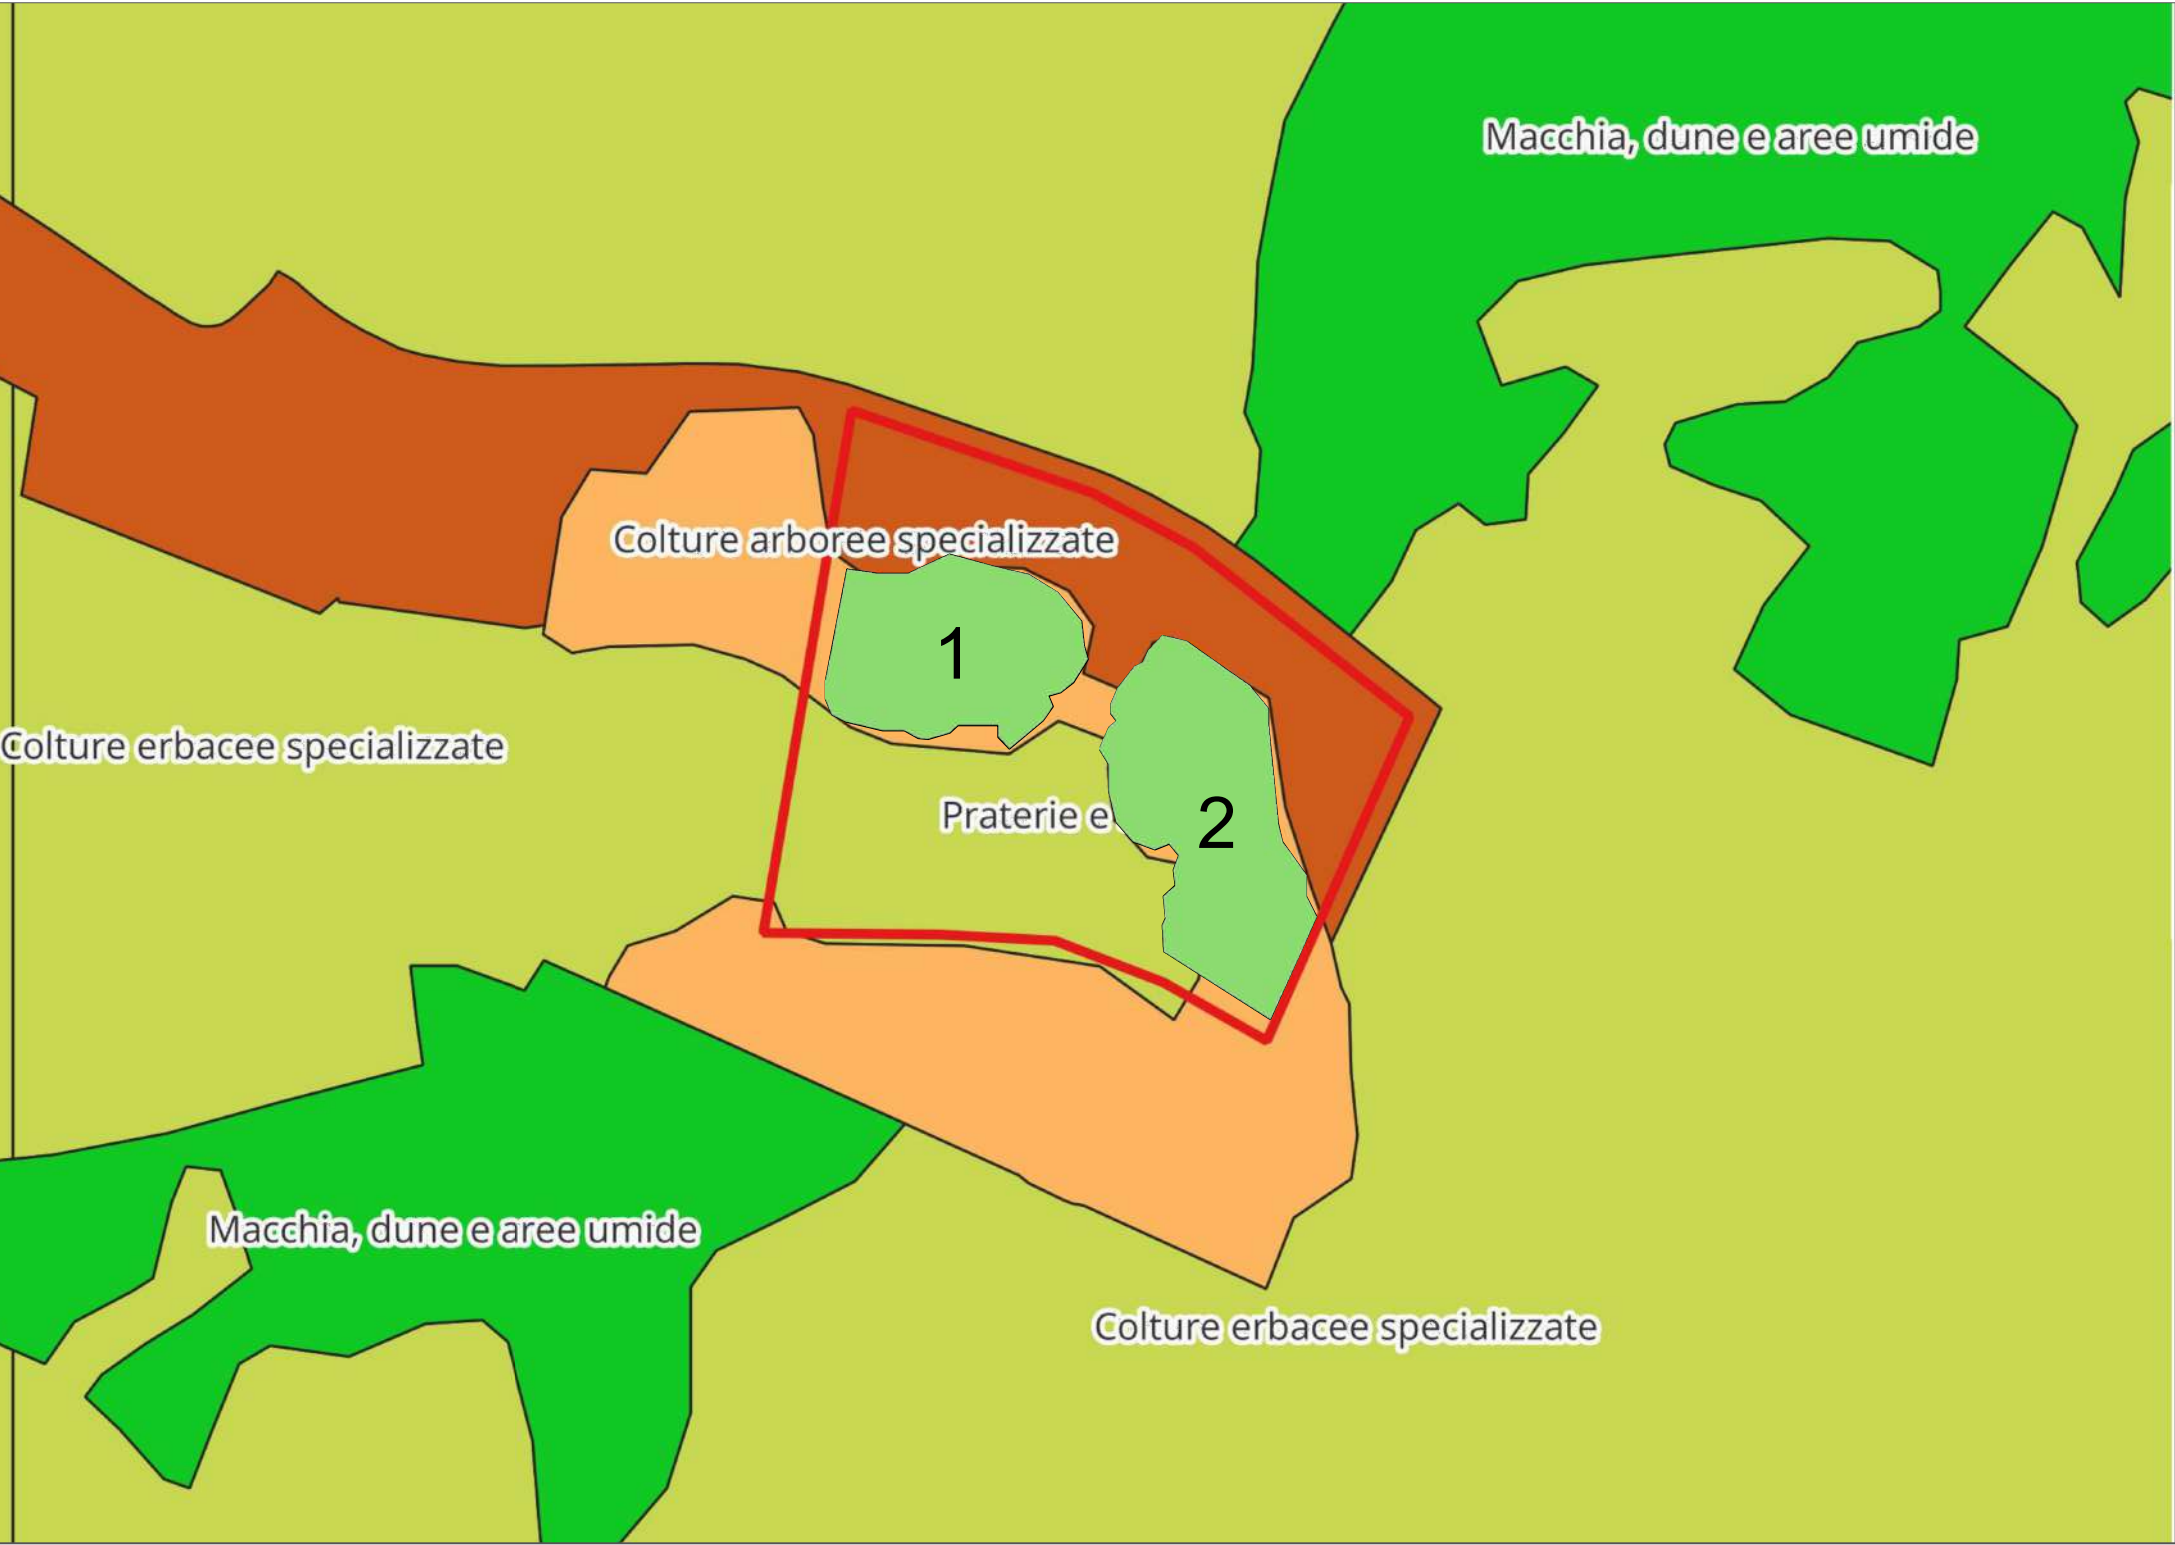 Macchia, dune e aree umide
Colture arboree specializzate
1
Colture erbacee specializzate
Praterie e
2
Macchia, dune e aree umide
Colture erbacee specializzate